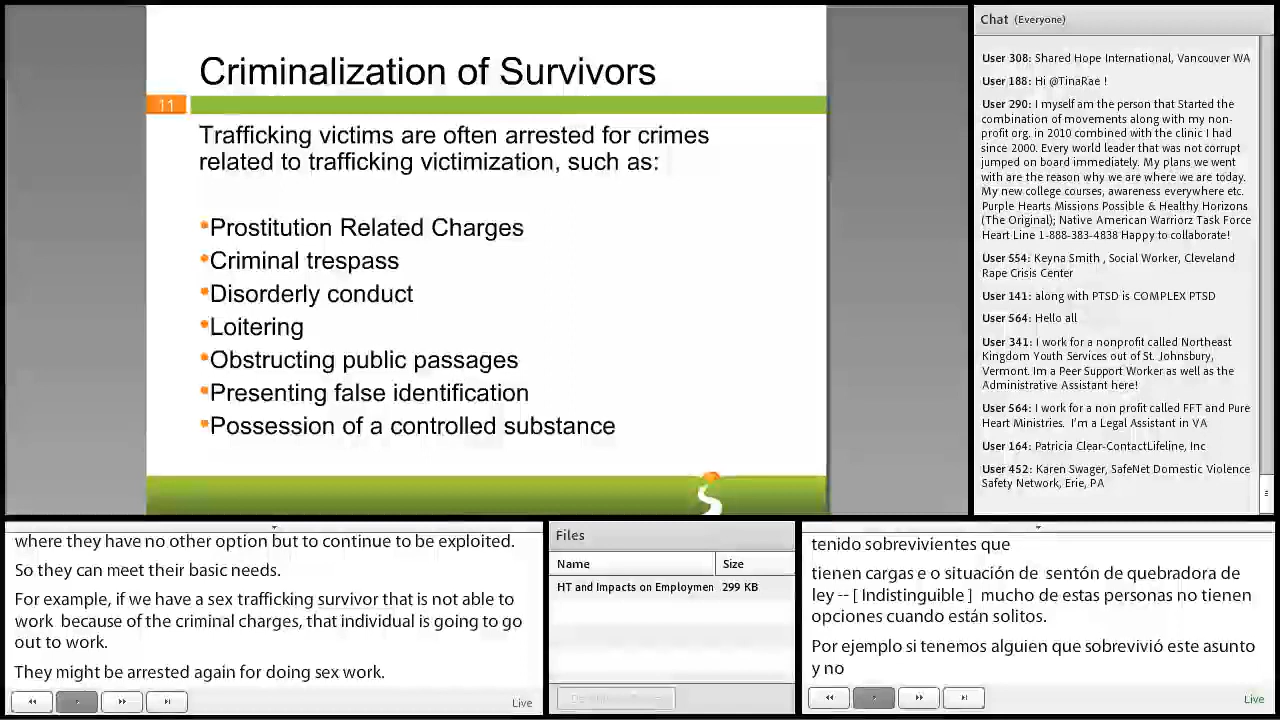 Criminalization of Survivors
11
Trafficking victims are often arrested for crimes
related to trafficking victimization, such as:
•Prostitution Related Charges
•Criminal trespass
•Disorderly conduct
•Loitering
•Obstructing public passages
•Presenting false identification
•Possession of a controlled substance
Chat (Everyone)
User 308: Shared Hope International, Vancouver WA
User 188: Hi @TinaRae !
User 290: I myself am the person that Started the
combination of movements along with my non-
profit org. in 2010 combined with the clinic I had
since 2000. Every world leader that was not corrupt
jumped on board immediately. My plans we went
with are the reason why we are where we are today.
My new college courses, awareness everywhere etc.
Purple Hearts Missions Possible & Healthy Horizons
(The Original); Native American Warriorz Task Force
Heart Line 1-888-383-4838 Happy to collaborate!
User 554: Keyna Smith , Social Worker, Cleveland
Rape Crisis Center
User 141: along with PTSD is COMPLEX PTSD
User 564: Hello all
User 341: I work for a nonprofit called Northeast
Kingdom Youth Services out of St. Johnsbury,
Vermont. Im a Peer Support Worker as well as the
Administrative Assistant here!
User 564: I work for a non profit called FFT and Pure
Heart Ministries. I'm a Legal Assistant in VA
User 164: Patricia Clear-ContactLifeline, Inc
User 452: Karen Swager, SafeNet Domestic Violence
Safety Network, Erie, PA
where they have no other option but to continue to be exploited.
So they can meet their basic needs.
For example, if we have a sex trafficking survivor that is not able to
work because of the criminal charges, that individual is going to go
out to work.
They might be arrested again for doing sex work.
Live
Files
Name Size
HT and Impacts on Employmen 299 KB
tenido sobrevivientes que
tienen cargas e o situación de sentón de quebradora de
ley -- [ Indistinguible ] mucho de estas personas no tienen
opciones cuando están solitos.
Por ejemplo si tenemos alguien que sobrevivió este asunto
y no
Live